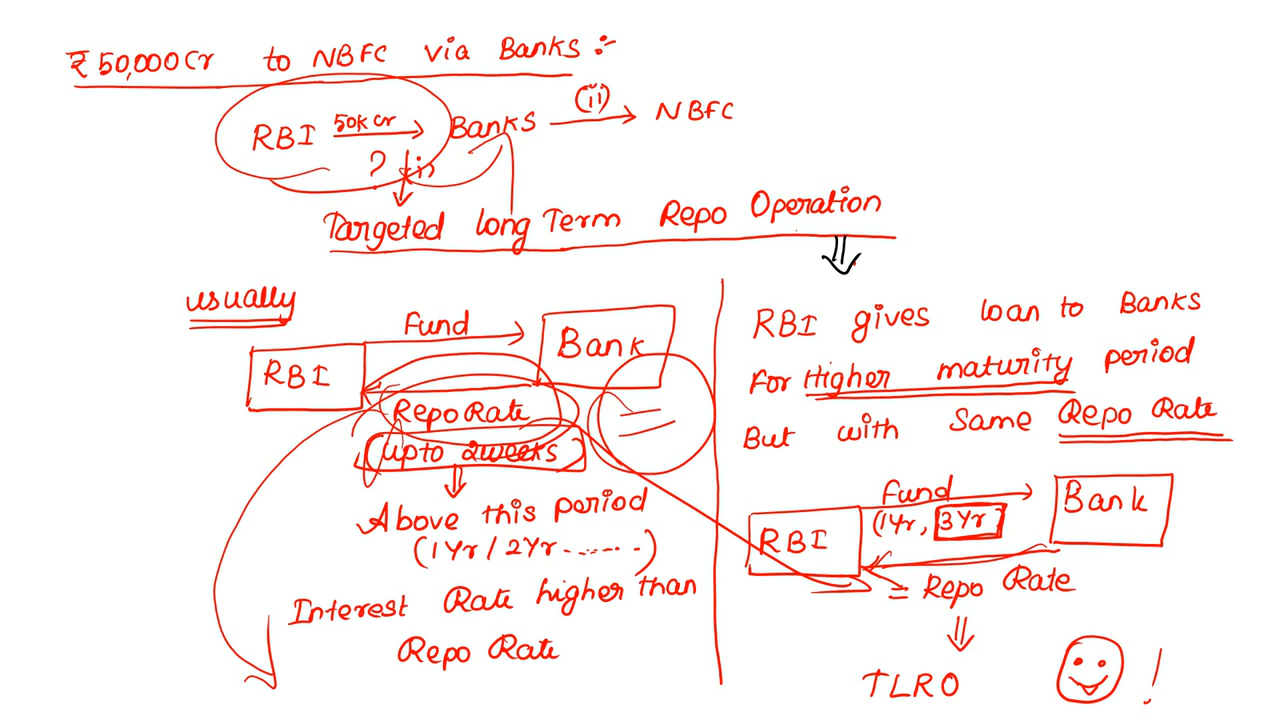 ₹50,000Cr to NBFC via Banks :-
RBI 50K Cr → Banks (ii) → NBFC
? (i)
Targeted long Term Repo Operation
usually
Fund
RBI
Bank
Repo Rate
upto 2weeks
Above this period
(1Yr / 2Yr ......)
Interest Rate higher than
Repo Rate
RBI gives loan to Banks
For Higher maturity period
But with Same Repo Rate
Fund
(1Yr, 3Yr)
RBI
Bank
= Repo Rate
TLRO !